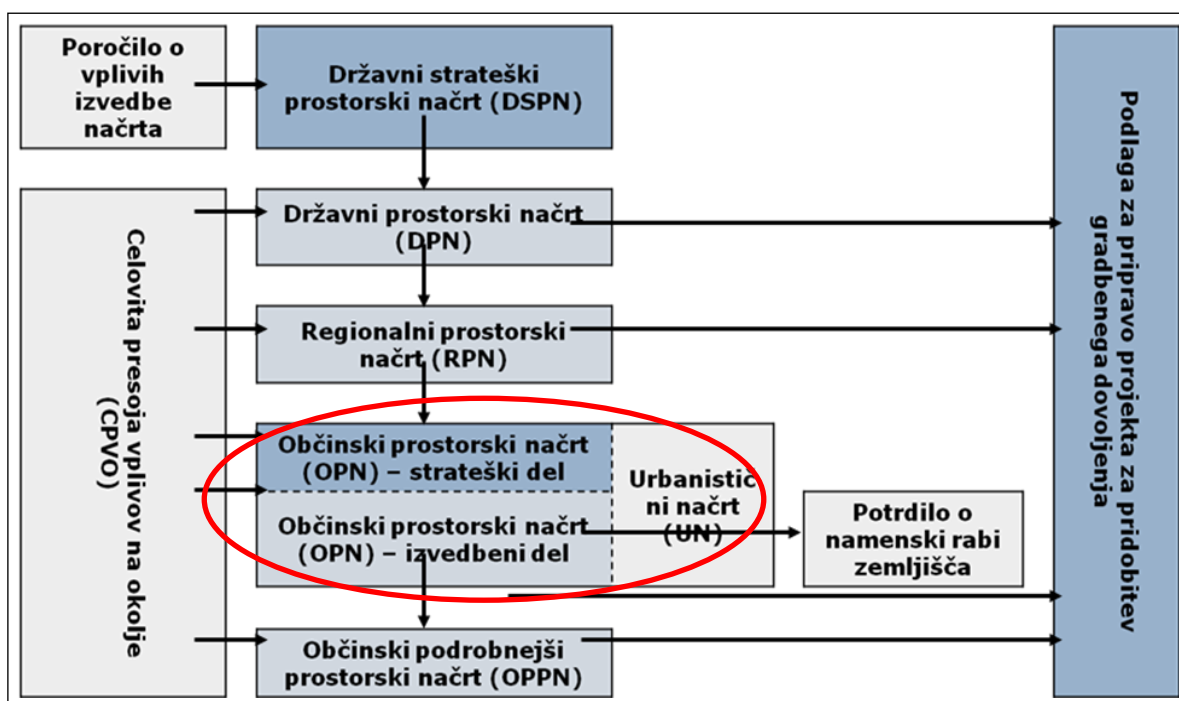 Poročilo o
vplivih
izvedbe
načrta
Državni strateški
prostorski načrt (DSPN)
Državni prostorski načrt
(DPN)
Regionalni prostorski
načrt (RPN)
Celovita presoja vplivov na okolje
(CPVO)
Občinski prostorski načrt
(OPN) – strateški del
Občinski prostorski načrt
(OPN) – izvedbeni del
Urbanistič
ni načrt
(UN)
Potrdilo o
namenski rabi
zemljišča
Občinski podrobnejši
prostorski načrt (OPPN)
Podlaga za pripravo projekta za pridobitev
gradbenega dovoljenja